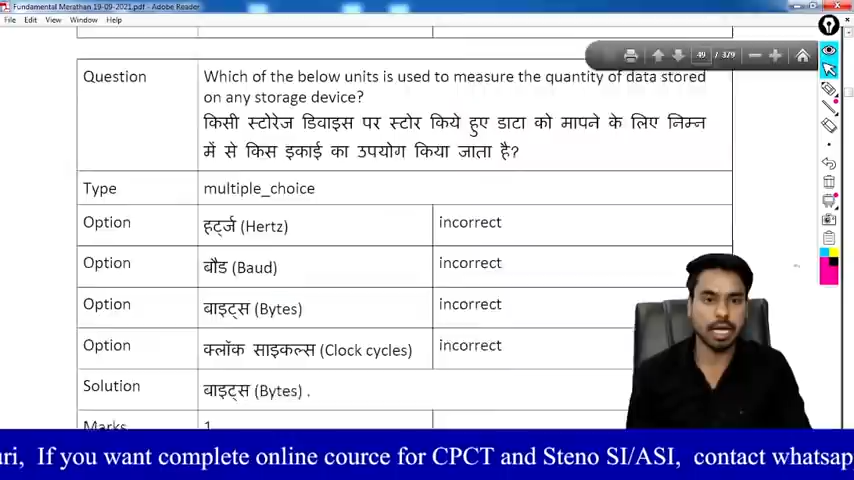 Fundamental Merathan 19-09-2021.pdf - Adobe Reader
File Edit View Window Help
49 / 379
Question
Which of the below units is used to measure the quantity of data stored
on any storage device?
किसी स्टोरेज डिवाइस पर स्टोर किये हुए डाटा को मापने के लिए निम्न
में से किस इकाई का उपयोग किया जाता है?
Type multiple_choice
Option हर्ट्ज (Hertz) incorrect
Option बौड (Baud) incorrect
Option बाइट्स (Bytes) incorrect
Option क्लॉक साइकल्स (Clock cycles) incorrect
Solution बाइट्स (Bytes) .
Marks 1
uri, If you want complete online cource for CPCT and Steno SI/ASI, contact whatsap